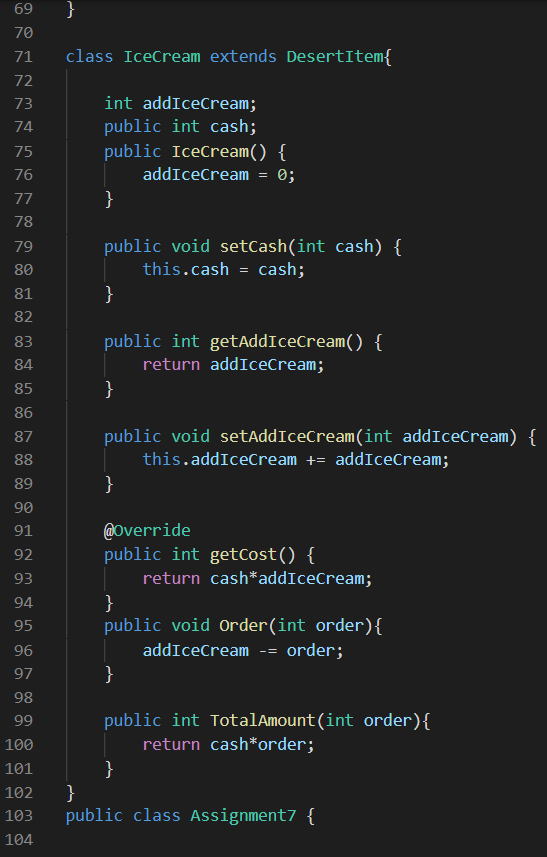 69 }
70
71 class IceCream extends DesertItem{
72
73     int addIceCream;
74     public int cash;
75     public IceCream() {
76         addIceCream = 0;
77     }
78
79     public void setCash(int cash) {
80         this.cash = cash;
81     }
82
83     public int getAddIceCream() {
84         return addIceCream;
85     }
86
87     public void setAddIceCream(int addIceCream) {
88         this.addIceCream += addIceCream;
89     }
90
91     @Override
92     public int getCost() {
93         return cash*addIceCream;
94     }
95     public void Order(int order){
96         addIceCream -= order;
97     }
98
99     public int TotalAmount(int order){
100         return cash*order;
101     }
102 }
103 public class Assignment7 {
104